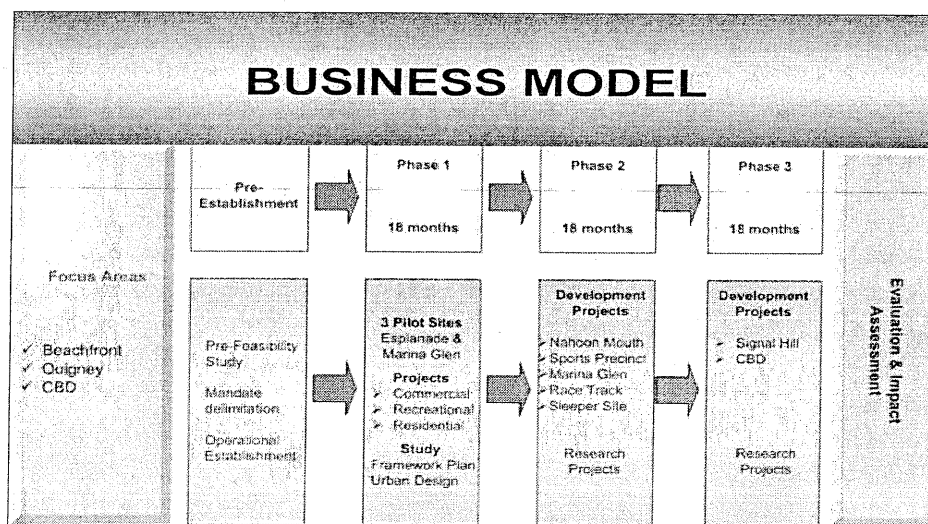 BUSINESS MODEL
Focus Areas
✓ Beachfront
✓ Quigney
✓ CBD
Pre-
Establishment
Phase 1
18 months
Phase 2
18 months
Phase 3
18 months
Pre-Feasibility
Study
Mandate
delimitation
Operational
Establishment
3 Pilot Sites
Esplanade &
Marina Glen
Projects
➢ Commercial
➢ Recreational
➢ Residential
Study
Framework Plan
Urban Design
Development
Projects
➢ Nahoon Mouth
➢ Sports Precinct
➢ Marina Glen
➢ Race Track
➢ Sleeper Site
Research
Projects
Development
Projects
➢ Signal Hill
➢ CBD
Research
Projects
Evaluation & Impact
Assessment